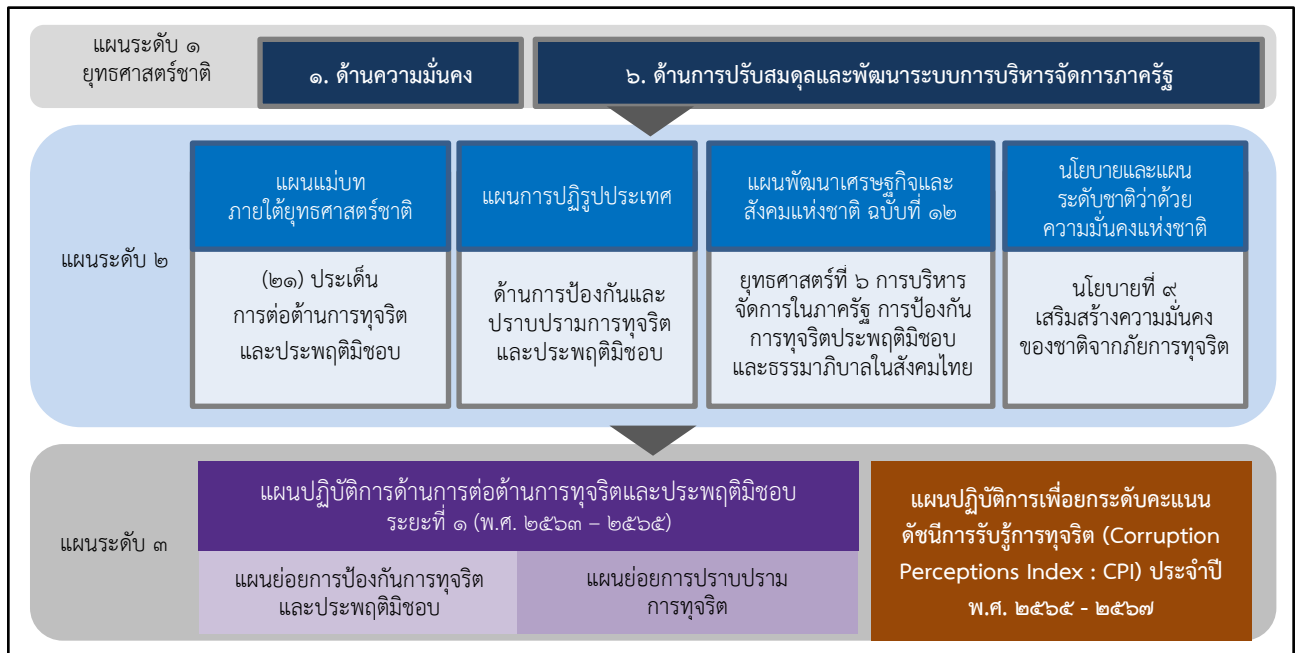 แผนระดับ ๑
ยุทธศาสตร์ชาติ
๑. ด้านความมั่นคง
๖. ด้านการปรับสมดุลและพัฒนาระบบการบริหารจัดการภาครัฐ
แผนระดับ ๒
แผนแม่บท
ภายใต้ยุทธศาสตร์ชาติ
(๒๑) ประเด็น
การต่อต้านการทุจริต
และประพฤติมิชอบ
แผนการปฏิรูปประเทศ
ด้านการป้องกันและ
ปราบปรามการทุจริต
และประพฤติมิชอบ
แผนพัฒนาเศรษฐกิจและ
สังคมแห่งชาติ ฉบับที่ ๑๒
ยุทธศาสตร์ที่ ๖ การบริหาร
จัดการในภาครัฐ การป้องกัน
การทุจริตประพฤติมิชอบ
และธรรมาภิบาลในสังคมไทย
นโยบายและแผน
ระดับชาติว่าด้วย
ความมั่นคงแห่งชาติ
นโยบายที่ ๙
เสริมสร้างความมั่นคง
ของชาติจากภัยการทุจริต
แผนระดับ ๓
แผนปฏิบัติการด้านการต่อต้านการทุจริตและประพฤติมิชอบ
ระยะที่ ๑ (พ.ศ. ๒๕๖๓ – ๒๕๖๕)
แผนย่อยการป้องกันการทุจริต
และประพฤติมิชอบ
แผนย่อยการปราบปราม
การทุจริต
แผนปฏิบัติการเพื่อยกระดับคะแนน
ดัชนีการรับรู้การทุจริต (Corruption
Perceptions Index : CPI) ประจำปี
พ.ศ. ๒๕๖๕ - ๒๕๖๗